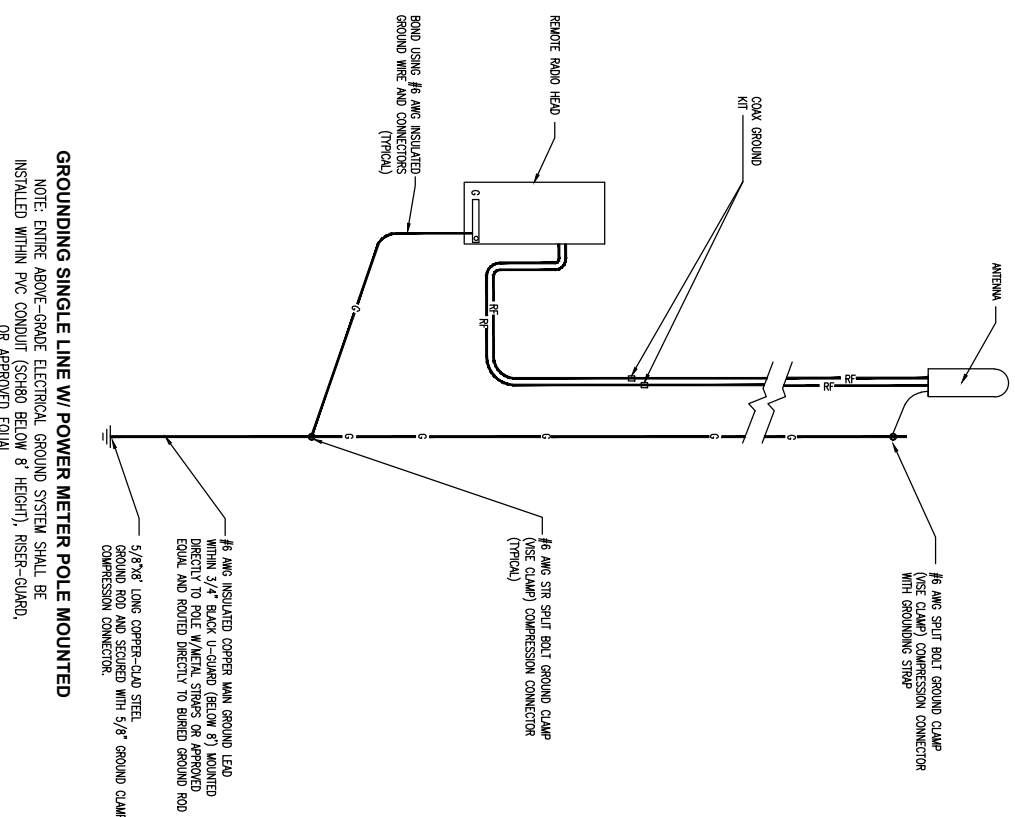 ANTENNA
#6 AWG SPLIT BOLT GROUND CLAMP
(VISE CLAMP) COMPRESSION CONNECTOR
WITH GROUNDING STRAP
RF
RF
COAX GROUND
KIT
G
G
G
G
RF
RF
REMOTE RADIO HEAD
G
#6 AWG STR SPLIT BOLT GROUND CLAMP
(VISE CLAMP) COMPRESSION CONNECTOR
(TYPICAL)
BOND USING #6 AWG INSULATED
GROUND WIRE AND CONNECTORS
(TYPICAL)
G
#6 AWG INSULATED COPPER MAIN GROUND LEAD
WITHIN 3/4" BLACK U-GUARD (BELOW 8') MOUNTED
DIRECTLY TO POLE W/METAL STRAPS OR APPROVED
EQUAL AND ROUTED DIRECTLY TO BURIED GROUND ROD
5/8"X8' LONG COPPER-CLAD STEEL
GROUND ROD AND SECURED WITH 5/8" GROUND CLAMP
COMPRESSION CONNECTOR.
GROUNDING SINGLE LINE W/ POWER METER POLE MOUNTED
NOTE: ENTIRE ABOVE-GRADE ELECTRICAL GROUND SYSTEM SHALL BE
INSTALLED WITHIN PVC CONDUIT (SCH80 BELOW 8' HEIGHT), RISER-GUARD,
OR APPROVED EQUAL